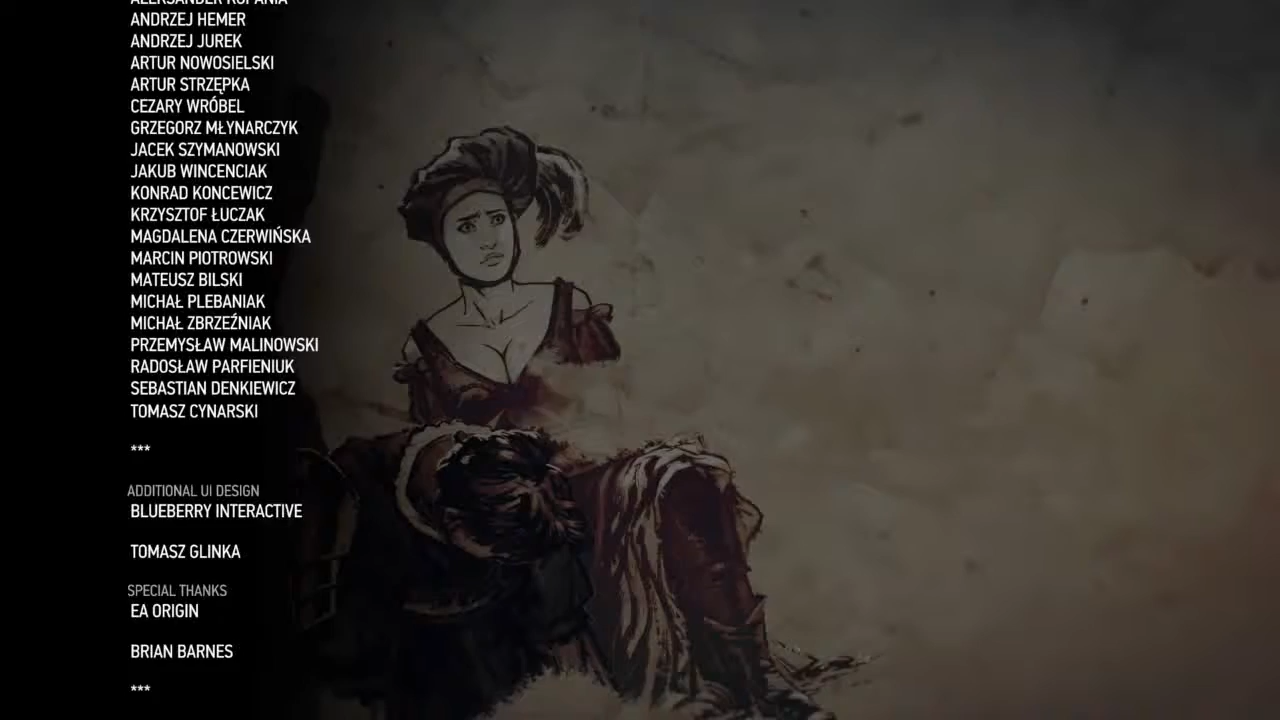 ALEKSANDER KOPANIA
ANDRZEJ HEMER
ANDRZEJ JUREK
ARTUR NOWOSIELSKI
ARTUR STRZĘPKA
CEZARY WRÓBEL
GRZEGORZ MŁYNARCZYK
JACEK SZYMANOWSKI
JAKUB WINCENCIAK
KONRAD KONCEWICZ
KRZYSZTOF ŁUCZAK
MAGDALENA CZERWIŃSKA
MARCIN PIOTROWSKI
MATEUSZ BILSKI
MICHAŁ PLEBANIAK
MICHAŁ ZBRZEŹNIAK
PRZEMYSŁAW MALINOWSKI
RADOSŁAW PARFIENIUK
SEBASTIAN DENKIEWICZ
TOMASZ CYNARSKI
***
ADDITIONAL UI DESIGN
BLUEBERRY INTERACTIVE
TOMASZ GLINKA
SPECIAL THANKS
EA ORIGIN
BRIAN BARNES
***